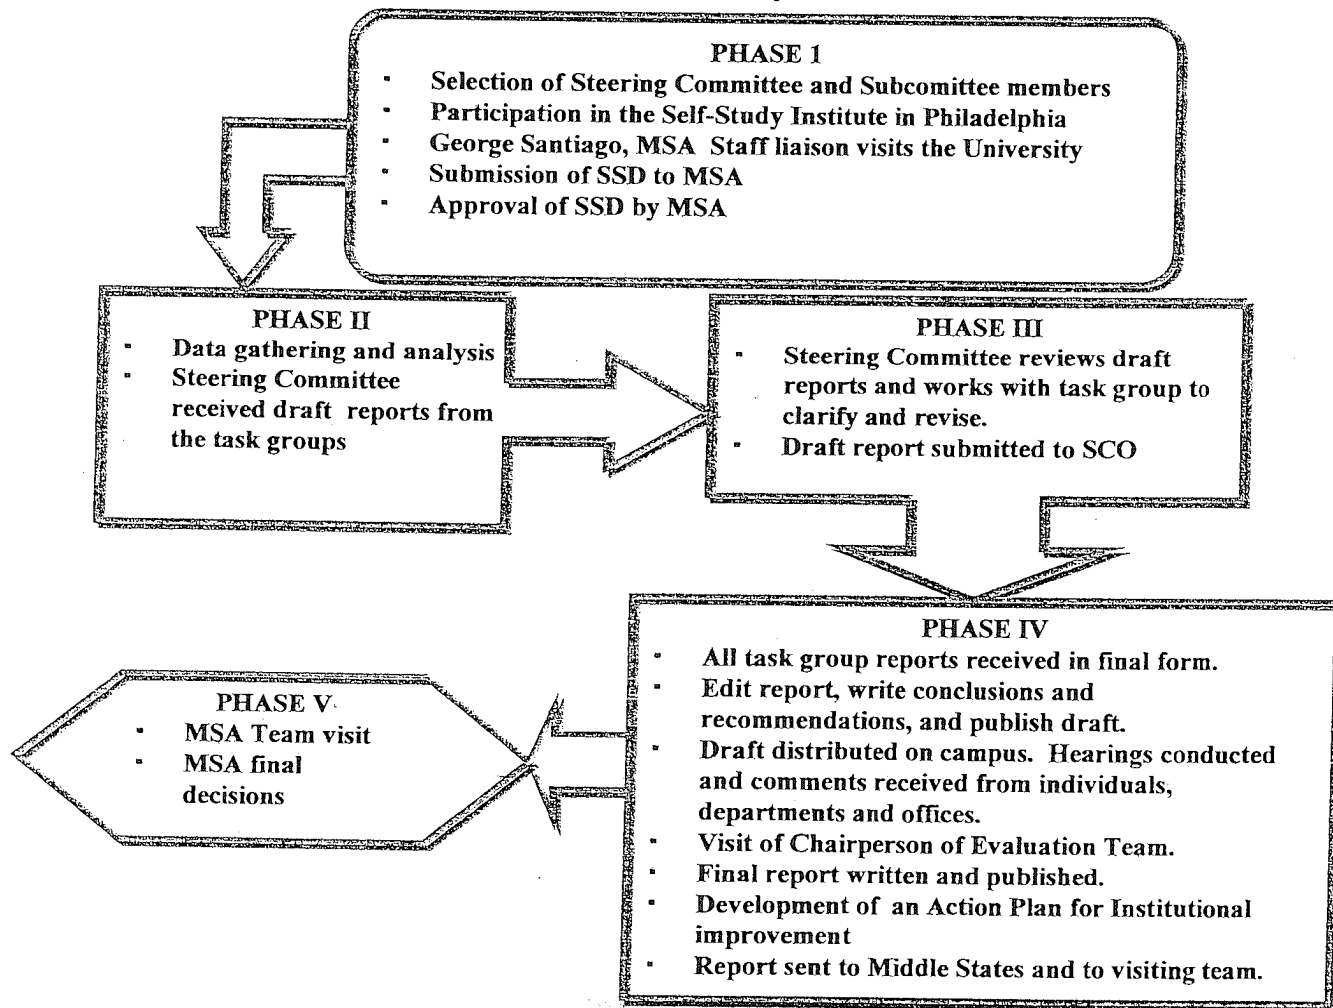 PHASE 1
▪ Selection of Steering Committee and Subcomittee members
▪ Participation in the Self-Study Institute in Philadelphia
▪ George Santiago, MSA Staff liaison visits the University
▪ Submission of SSD to MSA
▪ Approval of SSD by MSA
PHASE II
▪ Data gathering and analysis
▪ Steering Committee
received draft reports from
the task groups
PHASE III
▪ Steering Committee reviews draft
reports and works with task group to
clarify and revise.
▪ Draft report submitted to SCO
PHASE IV
▪ All task group reports received in final form.
▪ Edit report, write conclusions and
recommendations, and publish draft.
▪ Draft distributed on campus. Hearings conducted
and comments received from individuals,
departments and offices.
▪ Visit of Chairperson of Evaluation Team.
▪ Final report written and published.
▪ Development of an Action Plan for Institutional
improvement
▪ Report sent to Middle States and to visiting team.
PHASE V
▪ MSA Team visit
▪ MSA final
decisions